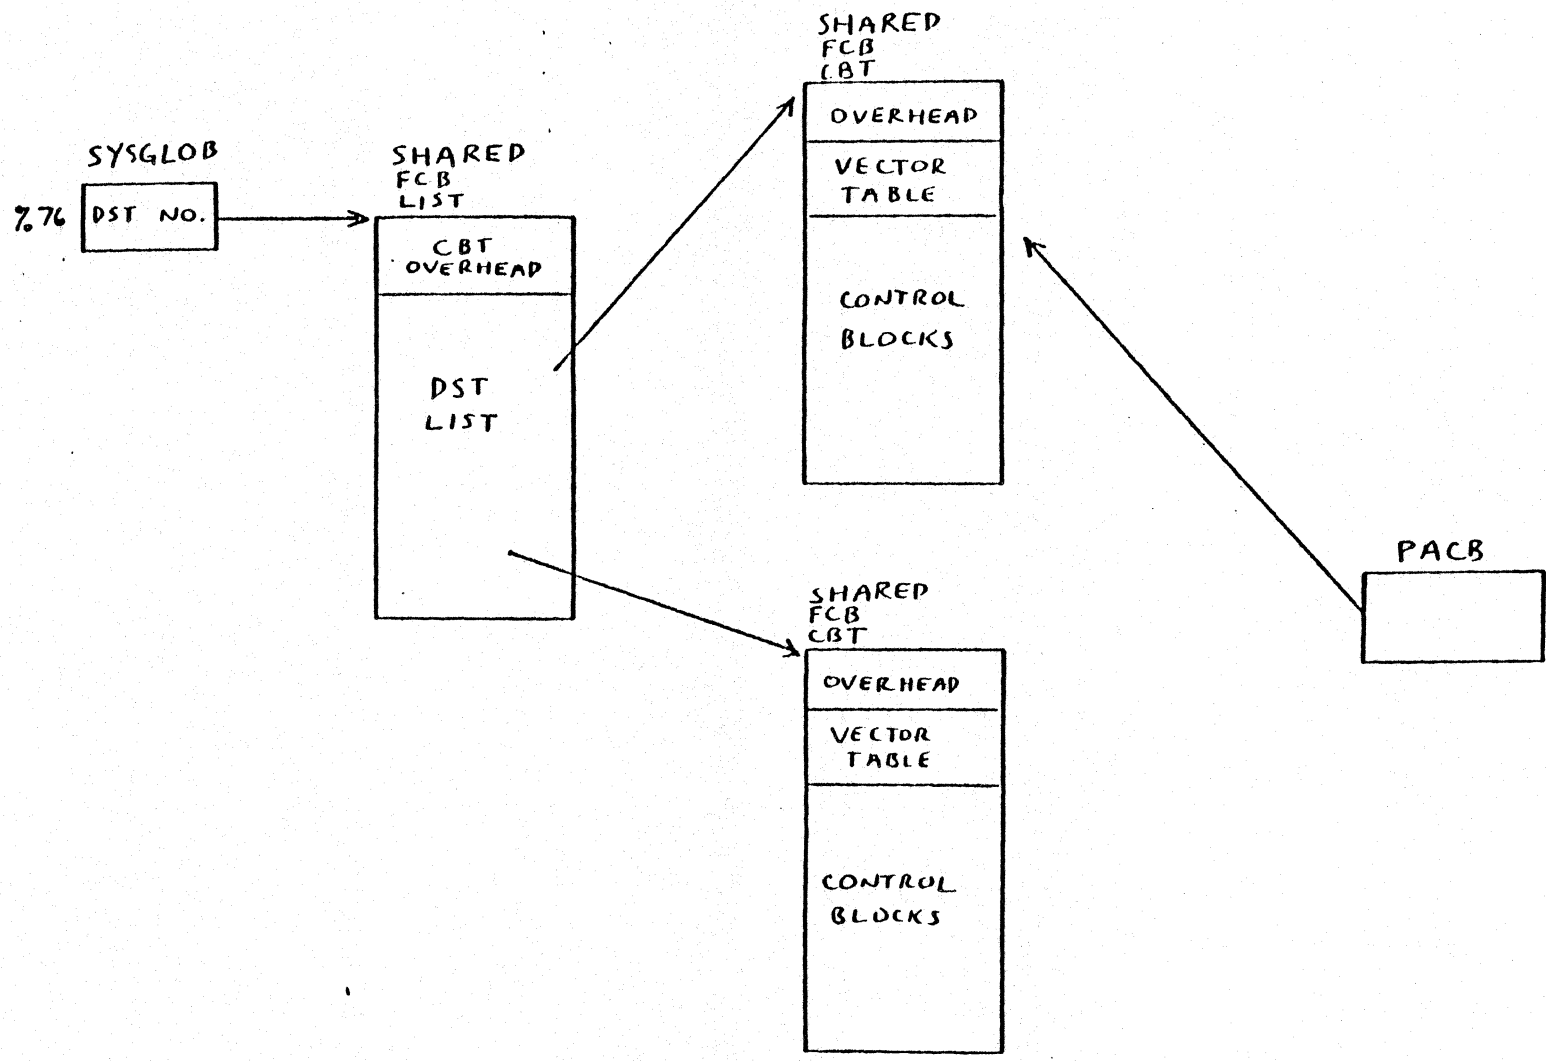 SHARED
FCB
CBT
OVERHEAD
VECTOR
TABLE
CONTROL
BLOCKS
SYSGLOB
%76
DST NO.
SHARED
FCB
LIST
CBT
OVERHEAD
DST
LIST
PACB
SHARED
FCB
CBT
OVERHEAD
VECTOR
TABLE
CONTROL
BLOCKS